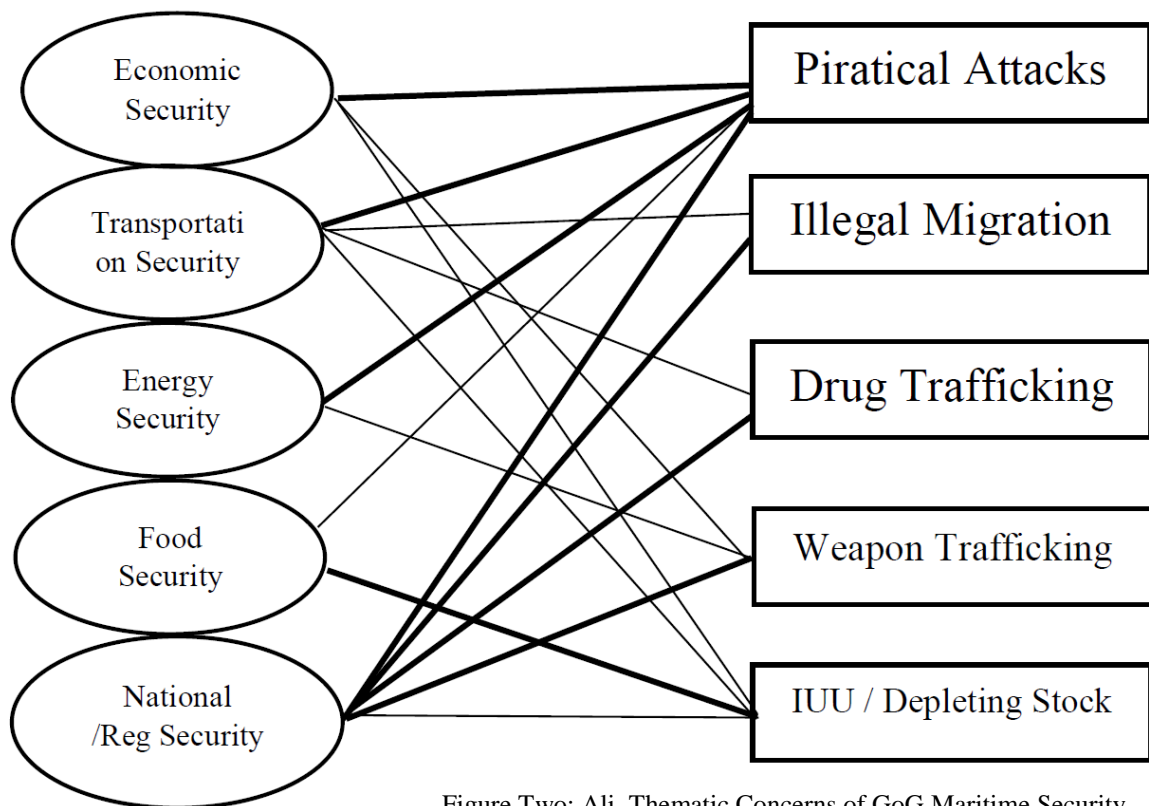 Economic
Security
Transportati
on Security
Energy
Security
Food
Security
National
/Reg Security
Piratical Attacks
Illegal Migration
Drug Trafficking
Weapon Trafficking
IUU / Depleting Stock
Figure Two: Ali, Thematic Concerns of GoG Maritime Security